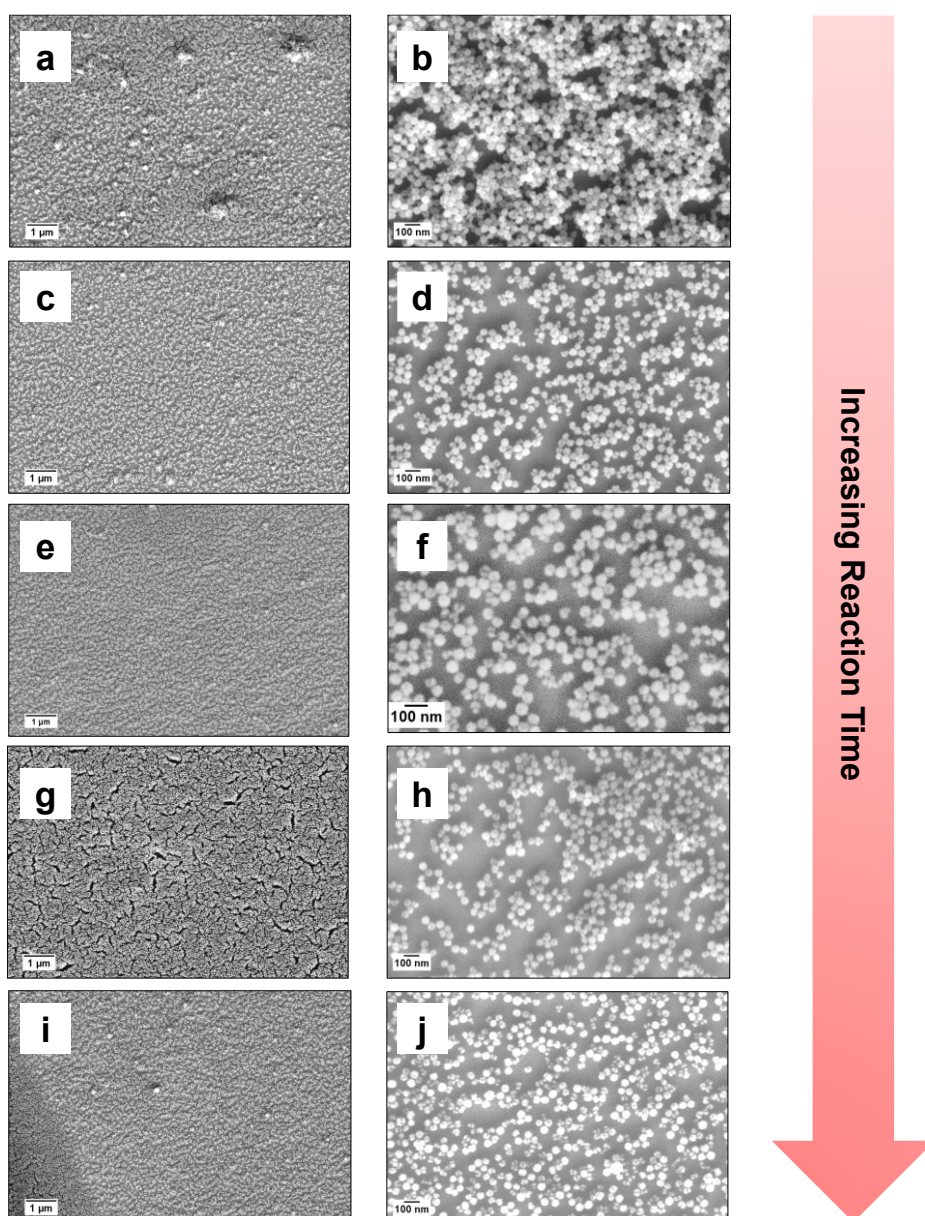 a
1 µm
b
100 nm
c
1 µm
d
100 nm
e
1 µm
f
100 nm
g
1 µm
h
100 nm
i
1 µm
j
100 nm
Increasing Reaction Time